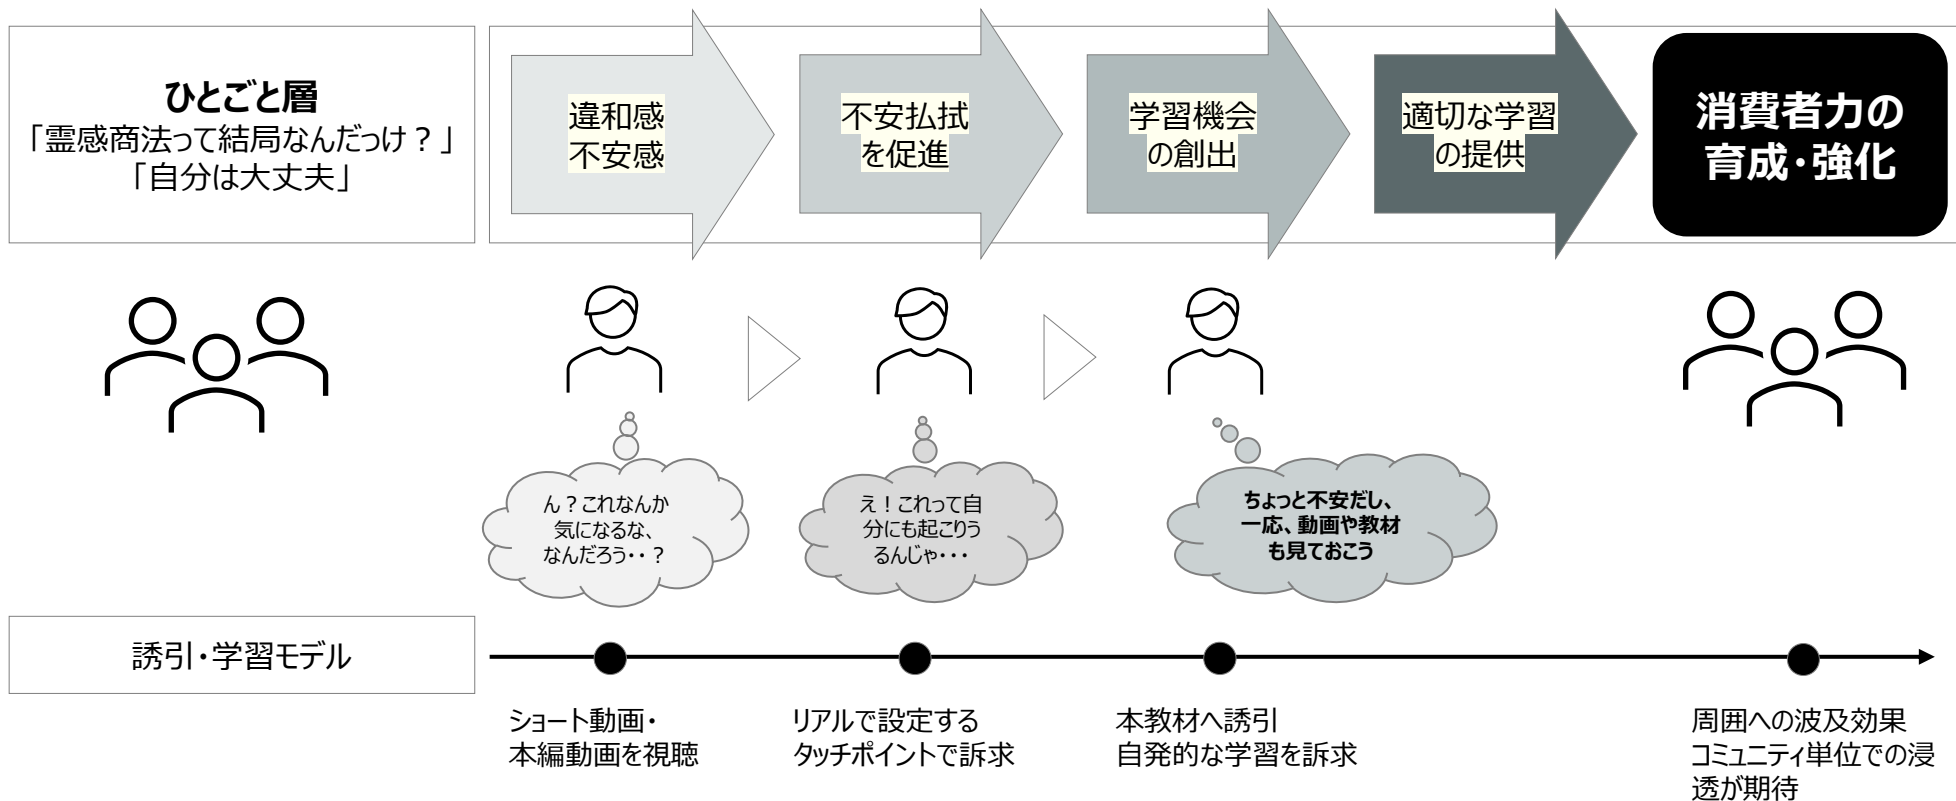 ひとごと層
「霊感商法って結局なんだっけ？」
「自分は大丈夫」
違和感
不安感
不安払拭
を促進
学習機会
の創出
適切な学習
の提供
消費者力の
育成・強化
ん？これなんか
気になるな、
なんだろう・・？
え！これって自
分にも起こりう
るんじゃ・・・
ちょっと不安だし、
一応、動画や教材
も見ておこう
誘引・学習モデル
ショート動画・
本編動画を視聴
リアルで設定する
タッチポイントで訴求
本教材へ誘引
自発的な学習を訴求
周囲への波及効果
コミュニティ単位での浸
透が期待